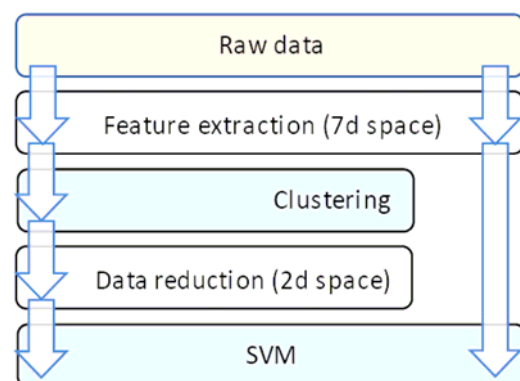 Raw data
Feature extraction (7d space)
Clustering
Data reduction (2d space)
SVM